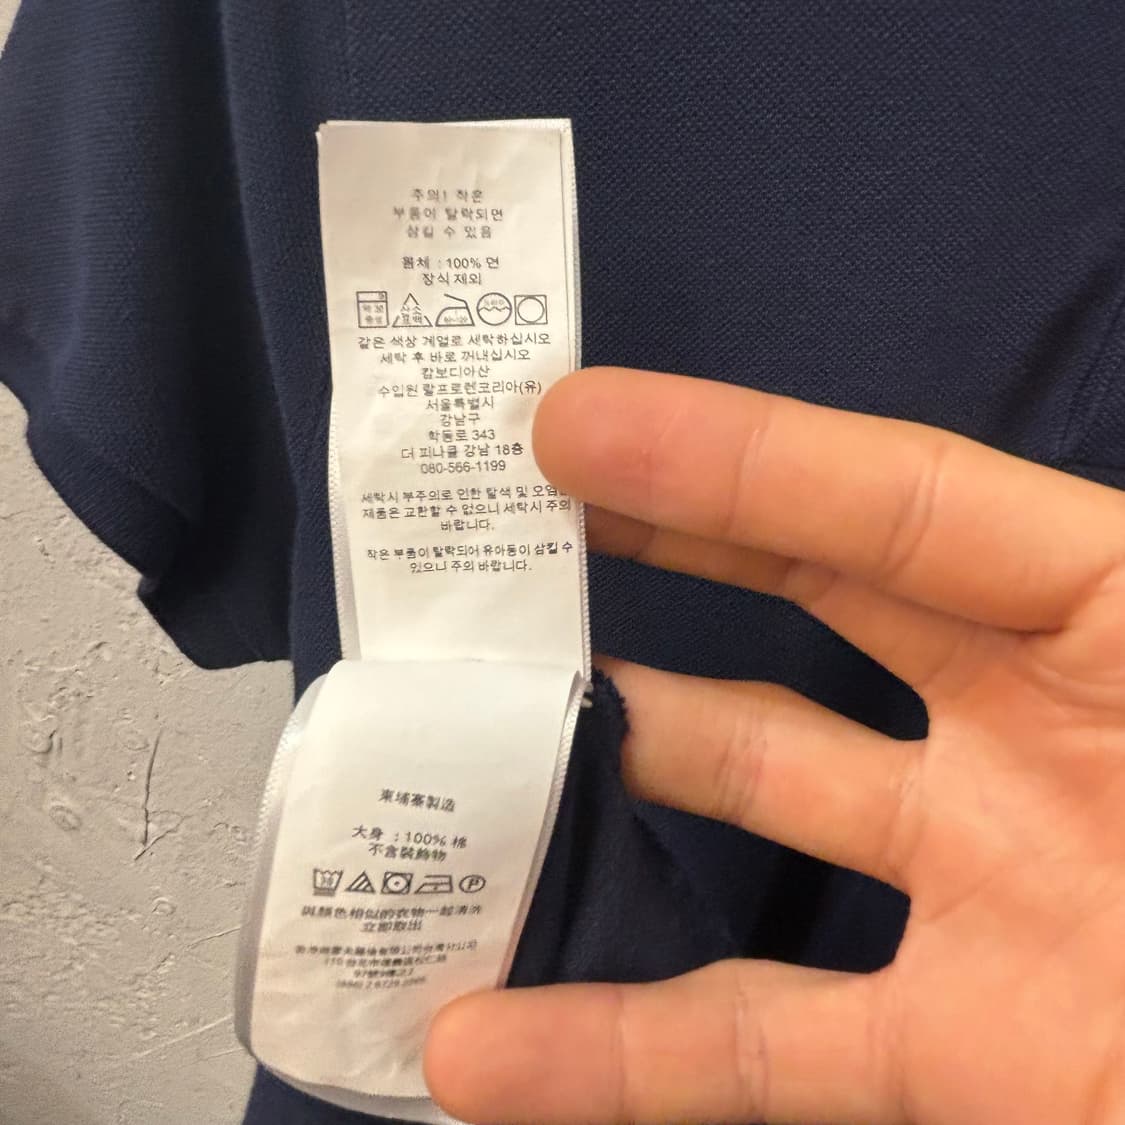 주의! 작은
부품이 탈락되면
삼킬 수 있음
몸체 : 100% 면
장식 제외
산소
표백
같은 색상 계열로 세탁하십시오
세탁 후 바로 꺼내십시오
캄보디아산
수입원 랄프로렌코리아(유)
서울특별시
강남구
학동로 343
더 피나클 강남 18층
080-566-1199
세탁시 부주의로 인한 탈색 및 오염된
제품은 교환할 수 없으니 세탁시 주의
바랍니다.
작은 부품이 탈락되어 유아동이 삼킬 수
있으니 주의 바랍니다.
柬埔寨製造
大身 : 100% 棉
不含裝飾物
30
P
與顏色相似的衣物一起清洗
立即取出